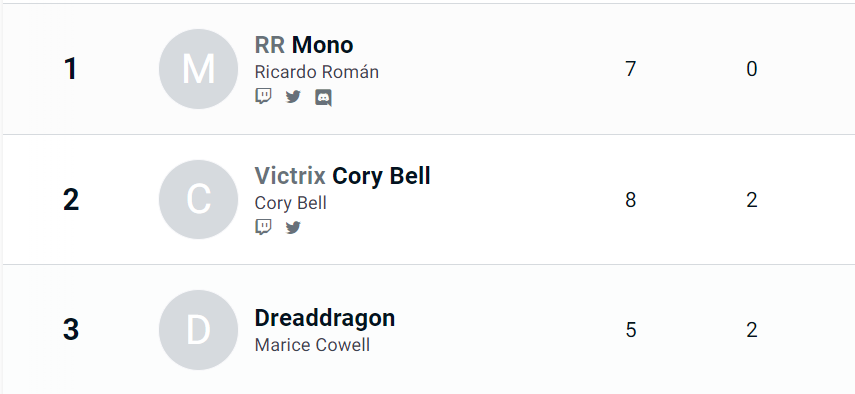 1
M
RR Mono
Ricardo Román
7
0
2
C
Victrix Cory Bell
Cory Bell
8
2
3
D
Dreaddragon
Marice Cowell
5
2